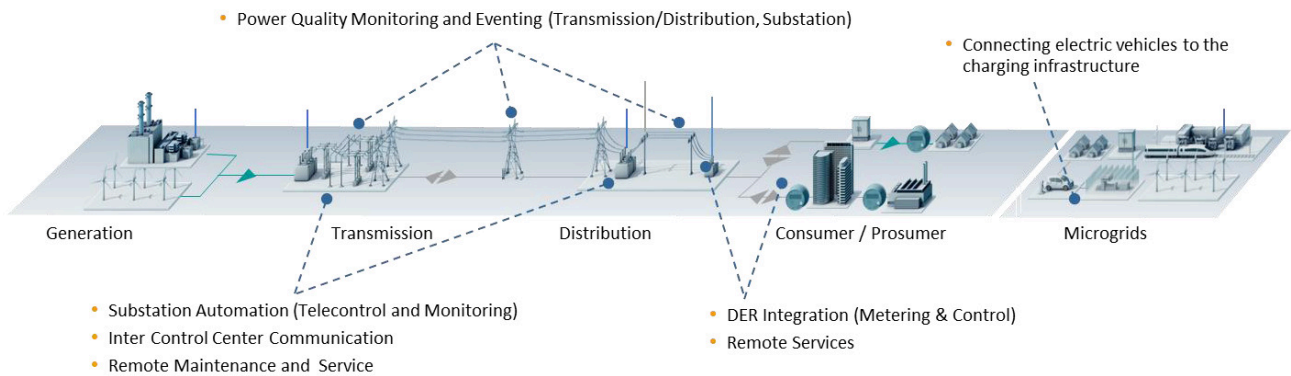 • Power Quality Monitoring and Eventing (Transmission/Distribution, Substation)
• Connecting electric vehicles to the
charging infrastructure
Generation
Transmission
Distribution
Consumer / Prosumer
Microgrids
• Substation Automation (Telecontrol and Monitoring)
• Inter Control Center Communication
• Remote Maintenance and Service
• DER Integration (Metering & Control)
• Remote Services